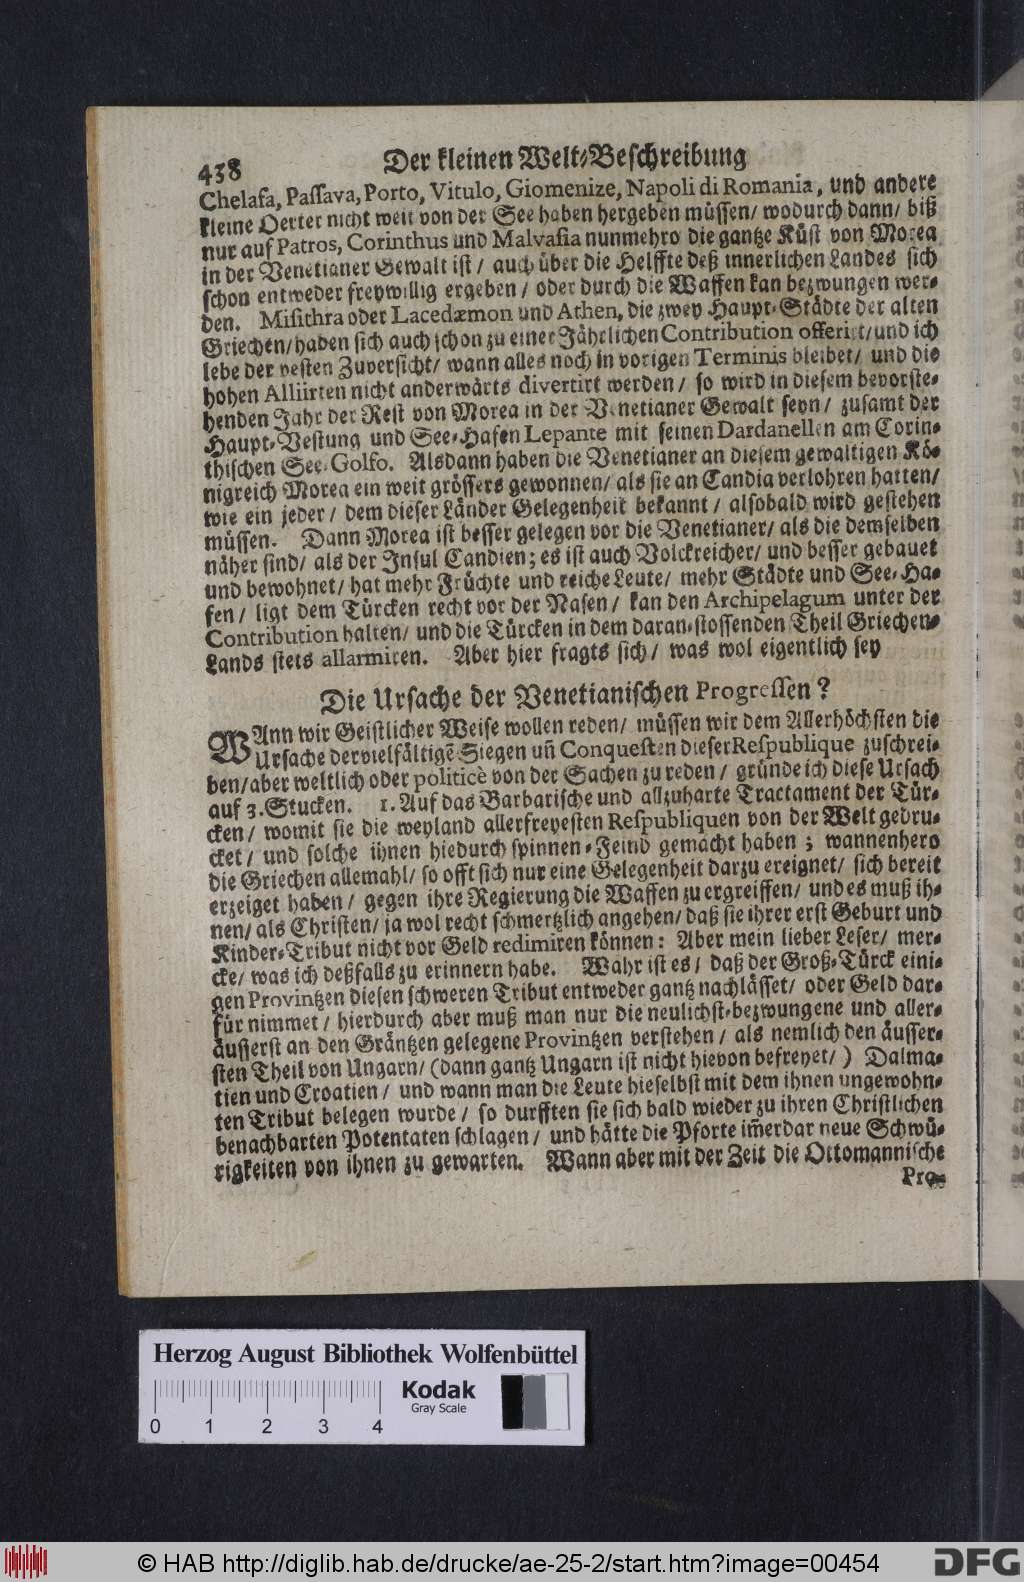 438 Der kleinen Welt-Beschreibung
Chelafa, Paſſava, Porto, Vitulo, Giomenize, Napoli di Romania, und andere
kleine Oerter nicht weit von der See haben hergeben müſſen/ wodurch dann/ biß
nur auf Patros, Corinthus und Malvaſia nunmehro die gantze Küſt von Morea
in der Venetianer Gewalt iſt/ auch über die Helffte deß innerlichen Landes ſich
ſchon entweder freywillig ergeben/ oder durch die Waffen kan bezwungen wer-
den. Miſithra oder Lacedæmon und Athen, die zwey Haupt-Städte der alten
Griechen/ haben ſich auch ſchon zu einer Jährlichen Contribution offerirt/ und ich
lebe der veſten Zuverſicht/ wann alles noch in vorigen Terminis bleibet/ und die
hohen Alliirten nicht anderwärts divertirt werden/ ſo wird in dieſem bevorſte-
henden Jahr der Reſt von Morea in der Venetianer Gewalt ſeyn/ zuſamt der
Haupt-Veſtung und See-Hafen Lepante mit ſeinen Dardanellen am Corin-
thiſchen See-Golfo. Alsdann haben die Venetianer an dieſem gewaltigen Kö-
nigreich Morea ein weit gröſſers gewonnen/ als ſie an Candia verlohren hatten/
wie ein jeder/ dem dieſer Länder Gelegenheit bekannt/ alſobald wird geſtehen
müſſen. Dann Morea iſt beſſer gelegen vor die Venetianer/ als die demſelben
näher ſind/ als der Inſul Candien; es iſt auch Volckreicher/ und beſſer gebauet
und bewohnet/ hat mehr Früchte und reiche Leute/ mehr Städte und See-Ha-
fen/ ligt dem Türcken recht vor der Naſen/ kan den Archipelagum unter der
Contribution halten/ und die Türcken in dem daran-ſtoſſenden Theil Griechen-
Lands ſtets allarmiren. Aber hier fragts ſich/ was wol eigentlich ſey
Die Urſache der Venetianiſchen Progreſſen?
WAnn wir Geiſtlicher Weiſe wollen reden/ müſſen wir dem Allerhöchſten die
Urſache der vielfältigẽ Siegen uñ Conqueſten dieſer Reſpublique zuſchrei-
ben/ aber weltlich oder politicè von der Sachen zu reden/ gründe ich dieſe Urſach
auf 3. Stucken. 1. Auf das Barbariſche und allzuharte Tractament der Tür-
cken/ womit ſie die weyland allerfreyeſten Reſpubliquen von der Welt gedru-
cket/ und ſolche ihnen hiedurch ſpinnen-Feind gemacht haben; wannenhero
die Griechen allemahl/ ſo offt ſich nur eine Gelegenheit darzu ereignet/ ſich bereit
erzeiget haben/ gegen ihre Regierung die Waffen zu ergreiffen/ und es muß ih-
nen/ als Chriſten/ ja wol recht ſchmertzlich angehen/ daß ſie ihrer erſt Geburt und
Kinder-Tribut nicht vor Geld redimiren können: Aber mein lieber Leſer/ mer-
cke/ was ich deßfalls zu erinnern habe. Wahr iſt es/ daß der Groß-Türck eini-
gen Provintzen dieſen ſchweren Tribut entweder gantz nachläſſet/ oder Geld dar-
für nimmet/ hierdurch aber muß man nur die neulichſt-bezwungene und aller-
äuſſerſt an den Gräntzen gelegene Provintzen verſtehen/ als nemlich den äuſſer-
ſten Theil von Ungarn/ (dann gantz Ungarn iſt nicht hievon befreyet/) Dalma-
tien und Croatien/ und wann man die Leute hieſelbſt mit dem ihnen ungewohn-
ten Tribut belegen wurde/ ſo durfften ſie ſich bald wieder zu ihren Chriſtlichen
benachbarten Potentaten ſchlagen/ und hätte die Pforte im̃erdar neue Schwü-
rigkeiten von ihnen zu gewarten. Wann aber mit der Zeit die Ottomanniſche
Pro-
Herzog August Bibliothek Wolfenbüttel
Kodak
Gray Scale
0 1 2 3 4
© HAB http://diglib.hab.de/drucke/ae-25-2/start.htm?image=00454
DFG